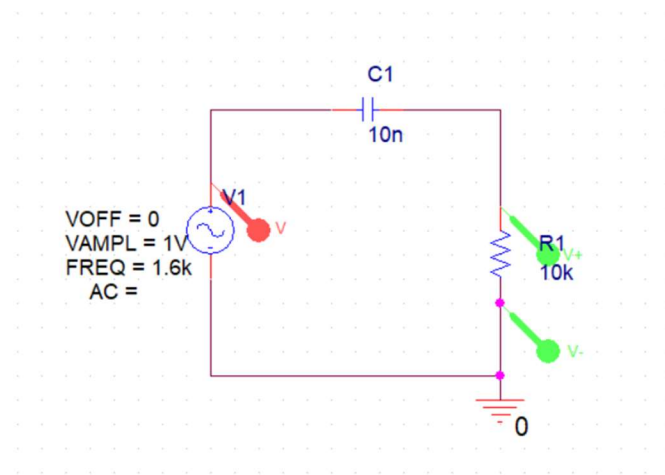 C1
10n
V1
V
VOFF = 0
VAMPL = 1V
FREQ = 1.6k
AC =
R1
V+
10k
V-
0